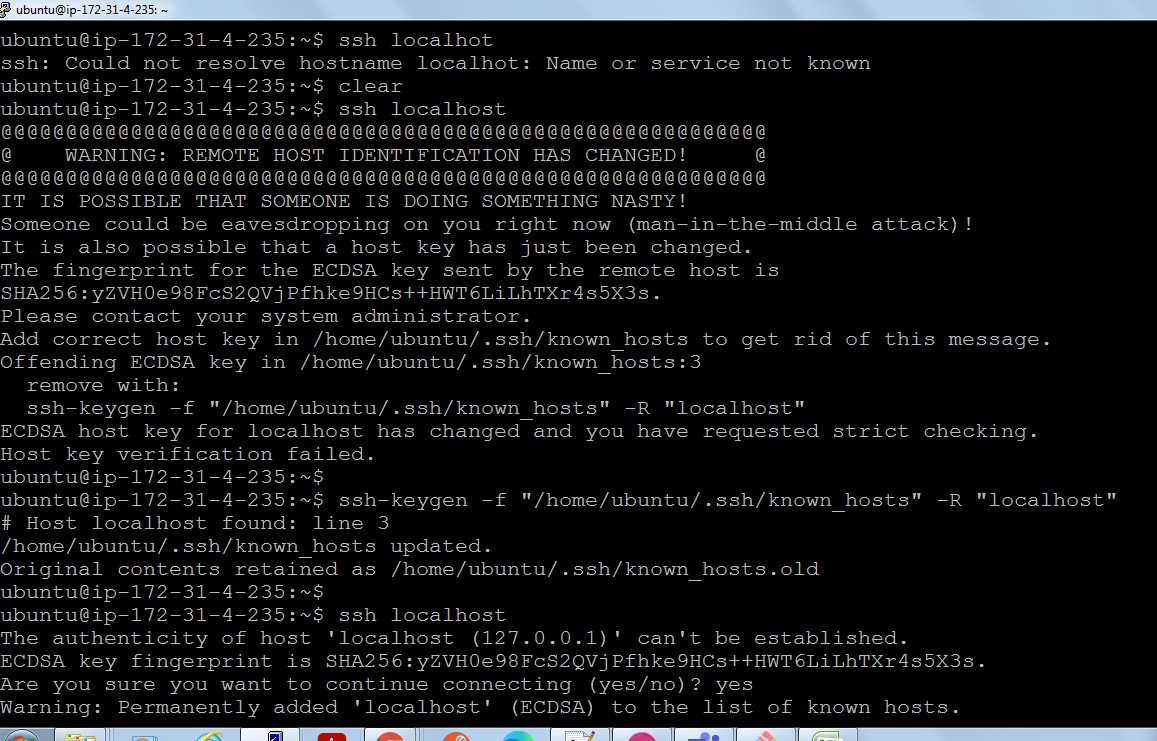 ubuntu@ip-172-31-4-235: ~
ubuntu@ip-172-31-4-235:~$ ssh localhot
ssh: Could not resolve hostname localhot: Name or service not known
ubuntu@ip-172-31-4-235:~$ clear
ubuntu@ip-172-31-4-235:~$ ssh localhost
@@@@@@@@@@@@@@@@@@@@@@@@@@@@@@@@@@@@@@@@@@@@@@@@@@@@@@@@@@@
@    WARNING: REMOTE HOST IDENTIFICATION HAS CHANGED!     @
@@@@@@@@@@@@@@@@@@@@@@@@@@@@@@@@@@@@@@@@@@@@@@@@@@@@@@@@@@@
IT IS POSSIBLE THAT SOMEONE IS DOING SOMETHING NASTY!
Someone could be eavesdropping on you right now (man-in-the-middle attack)!
It is also possible that a host key has just been changed.
The fingerprint for the ECDSA key sent by the remote host is
SHA256:yZVH0e98FcS2QVjPfhke9HCs++HWT6LiLhTXr4s5X3s.
Please contact your system administrator.
Add correct host key in /home/ubuntu/.ssh/known_hosts to get rid of this message.
Offending ECDSA key in /home/ubuntu/.ssh/known_hosts:3
  remove with:
  ssh-keygen -f "/home/ubuntu/.ssh/known_hosts" -R "localhost"
ECDSA host key for localhost has changed and you have requested strict checking.
Host key verification failed.
ubuntu@ip-172-31-4-235:~$
ubuntu@ip-172-31-4-235:~$ ssh-keygen -f "/home/ubuntu/.ssh/known_hosts" -R "localhost"
# Host localhost found: line 3
/home/ubuntu/.ssh/known_hosts updated.
Original contents retained as /home/ubuntu/.ssh/known_hosts.old
ubuntu@ip-172-31-4-235:~$
ubuntu@ip-172-31-4-235:~$ ssh localhost
The authenticity of host 'localhost (127.0.0.1)' can't be established.
ECDSA key fingerprint is SHA256:yZVH0e98FcS2QVjPfhke9HCs++HWT6LiLhTXr4s5X3s.
Are you sure you want to continue connecting (yes/no)? yes
Warning: Permanently added 'localhost' (ECDSA) to the list of known hosts.